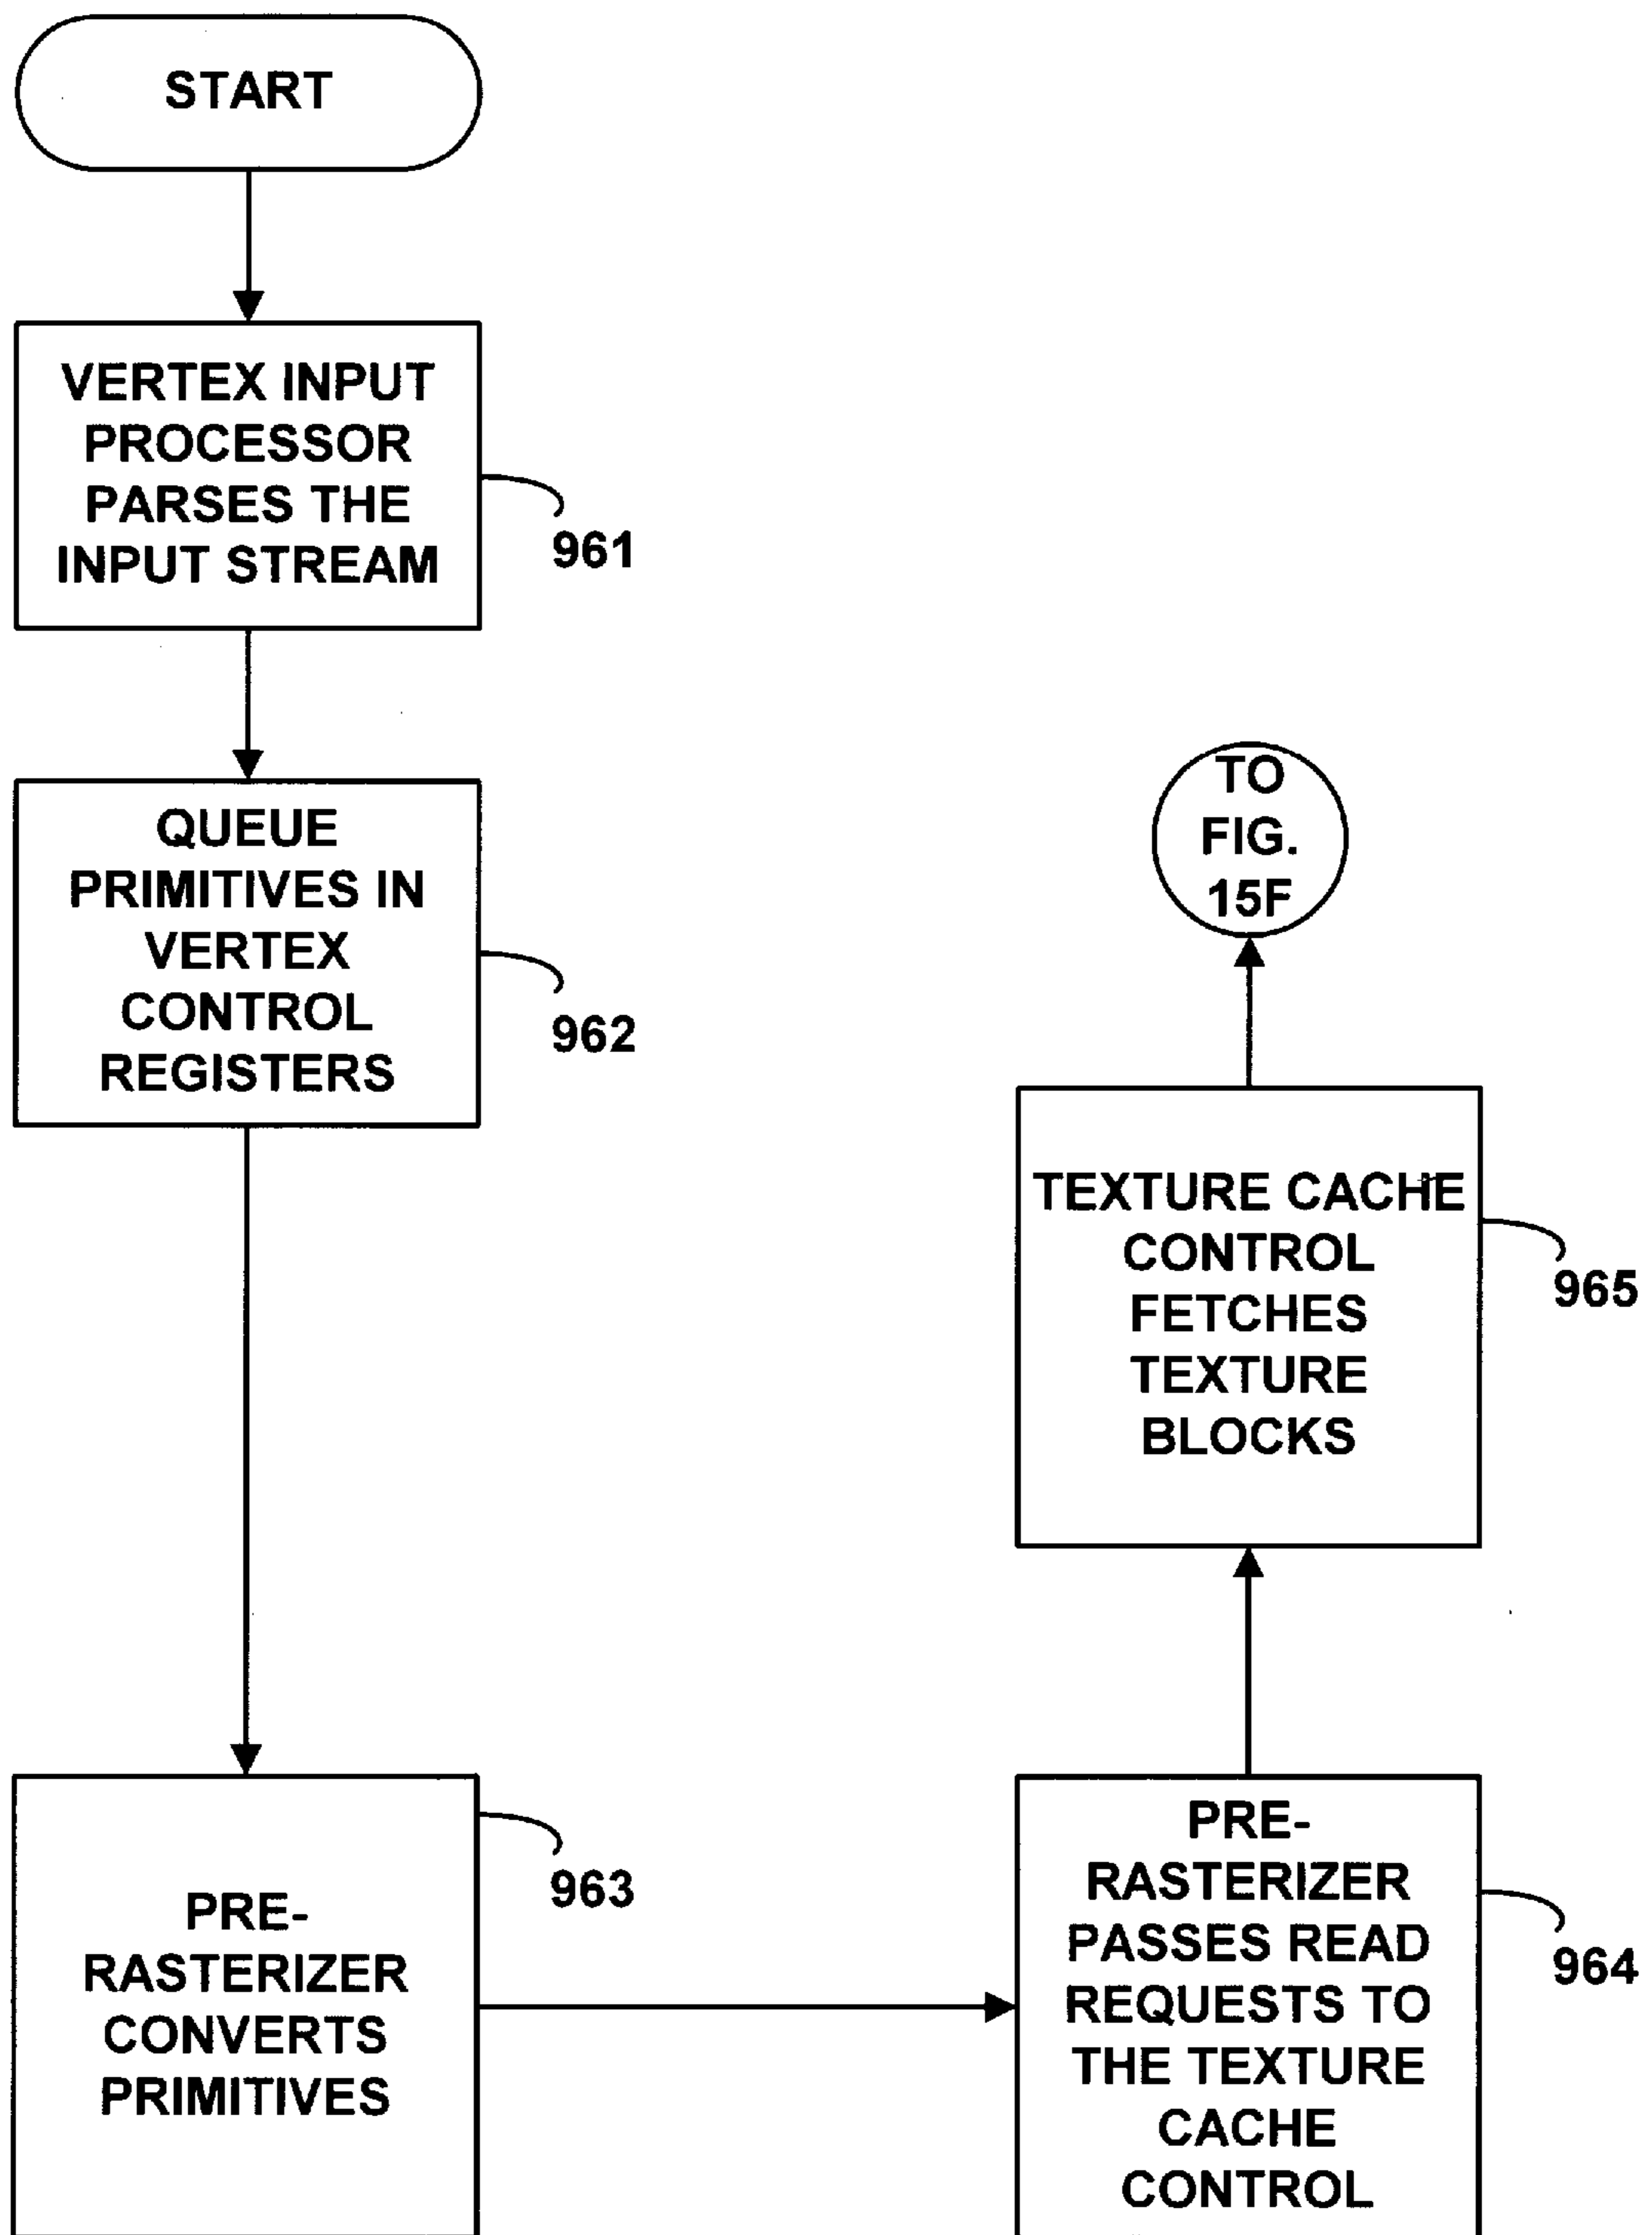 START
VERTEX INPUT
PROCESSOR
PARSES THE
INPUT STREAM
961
QUEUE
PRIMITIVES IN
VERTEX
CONTROL
REGISTERS
962
PRE-
RASTERIZER
CONVERTS
PRIMITIVES
963
PRE-
RASTERIZER
PASSES READ
REQUESTS TO
THE TEXTURE
CACHE
CONTROL
964
TEXTURE CACHE
CONTROL
FETCHES
TEXTURE
BLOCKS
965
TO
FIG.
15F